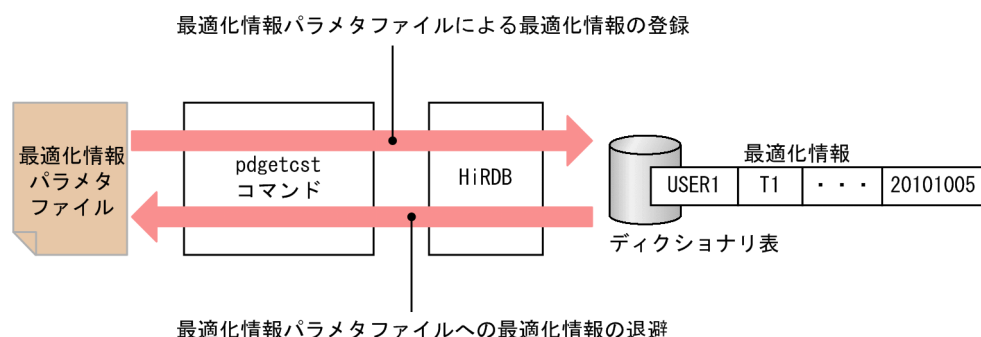 最適化情報パラメタファイルによる最適化情報の登録
最適化情報
パラメタ
ファイル
pdgetcst
コマンド
HiRDB
最適化情報
USER1 T1 ・・・ 20101005
ディクショナリ表
最適化情報パラメタファイルへの最適化情報の退避